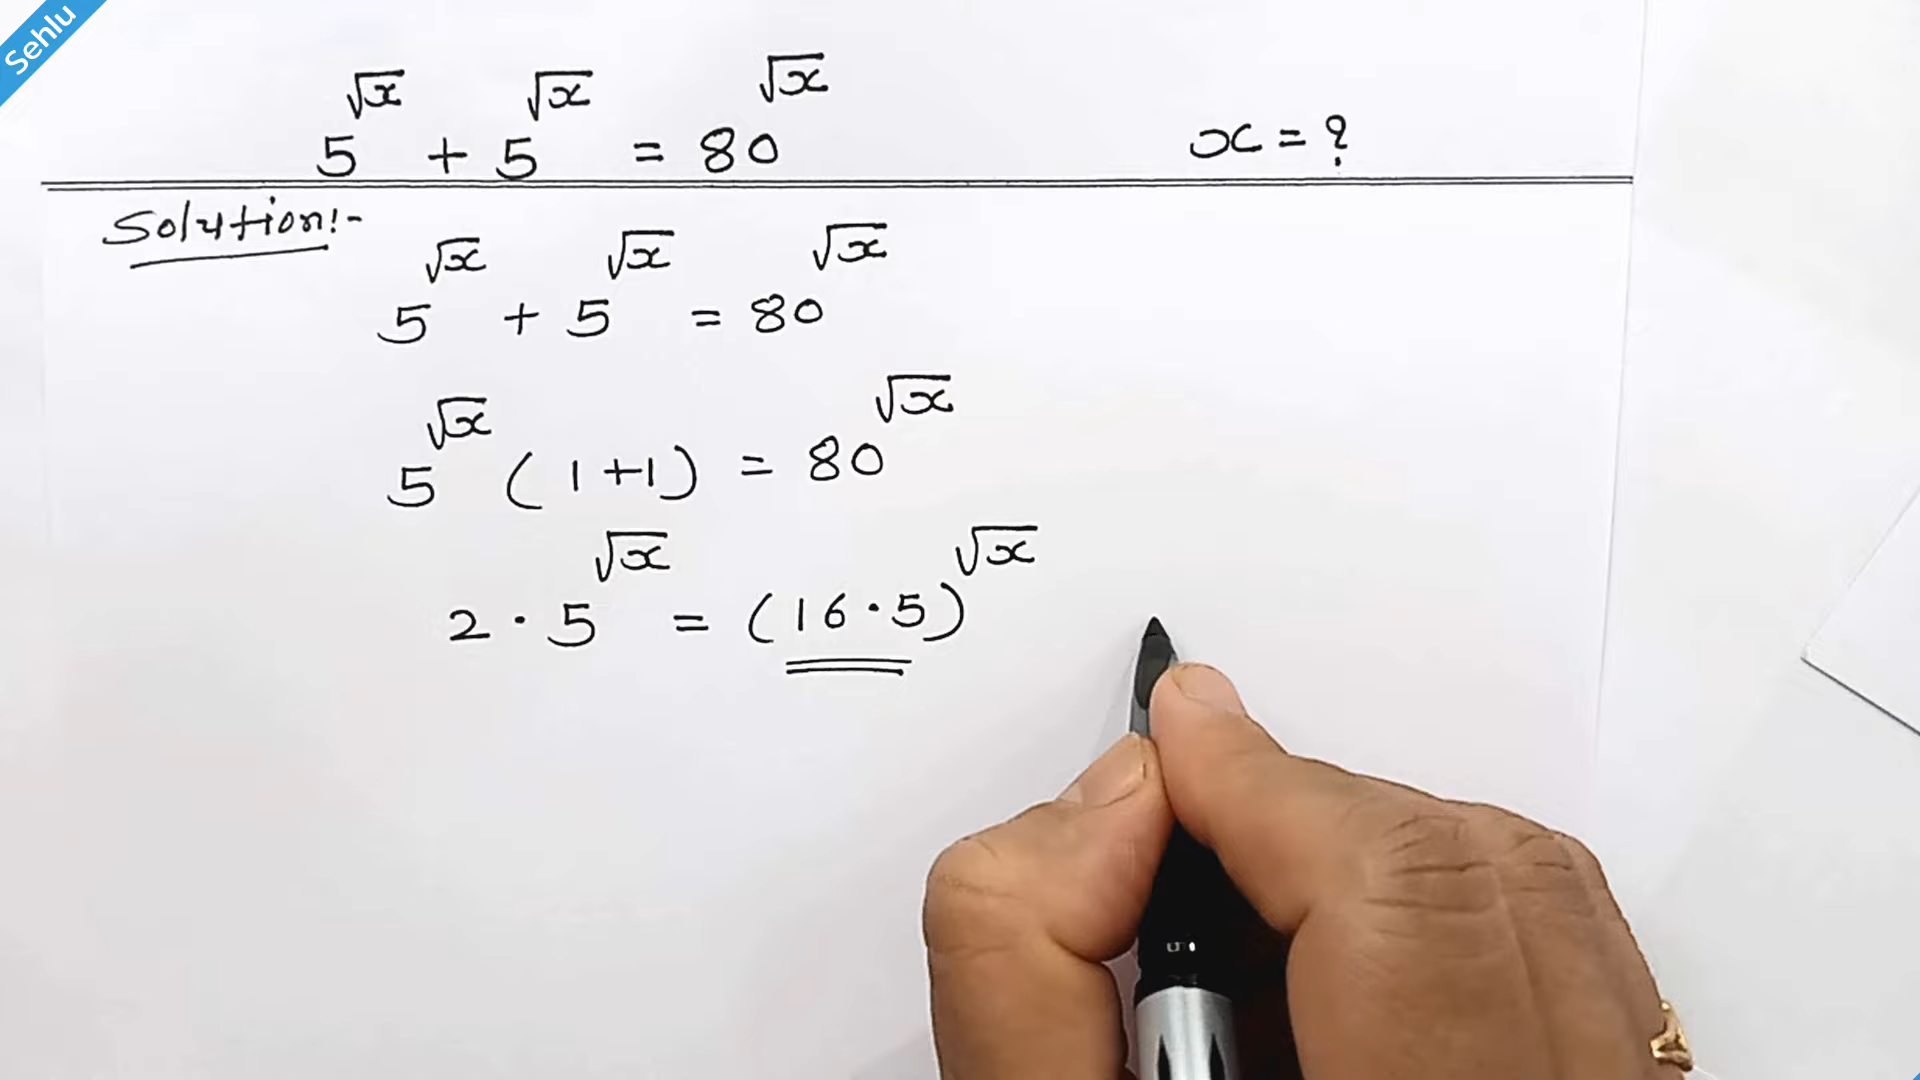 Sehlu
5^√x + 5^√x = 80^√x x = ?
Solution:-
5^√x + 5^√x = 80^√x
5^√x (1+1) = 80^√x
2·5^√x = (16·5)^√x